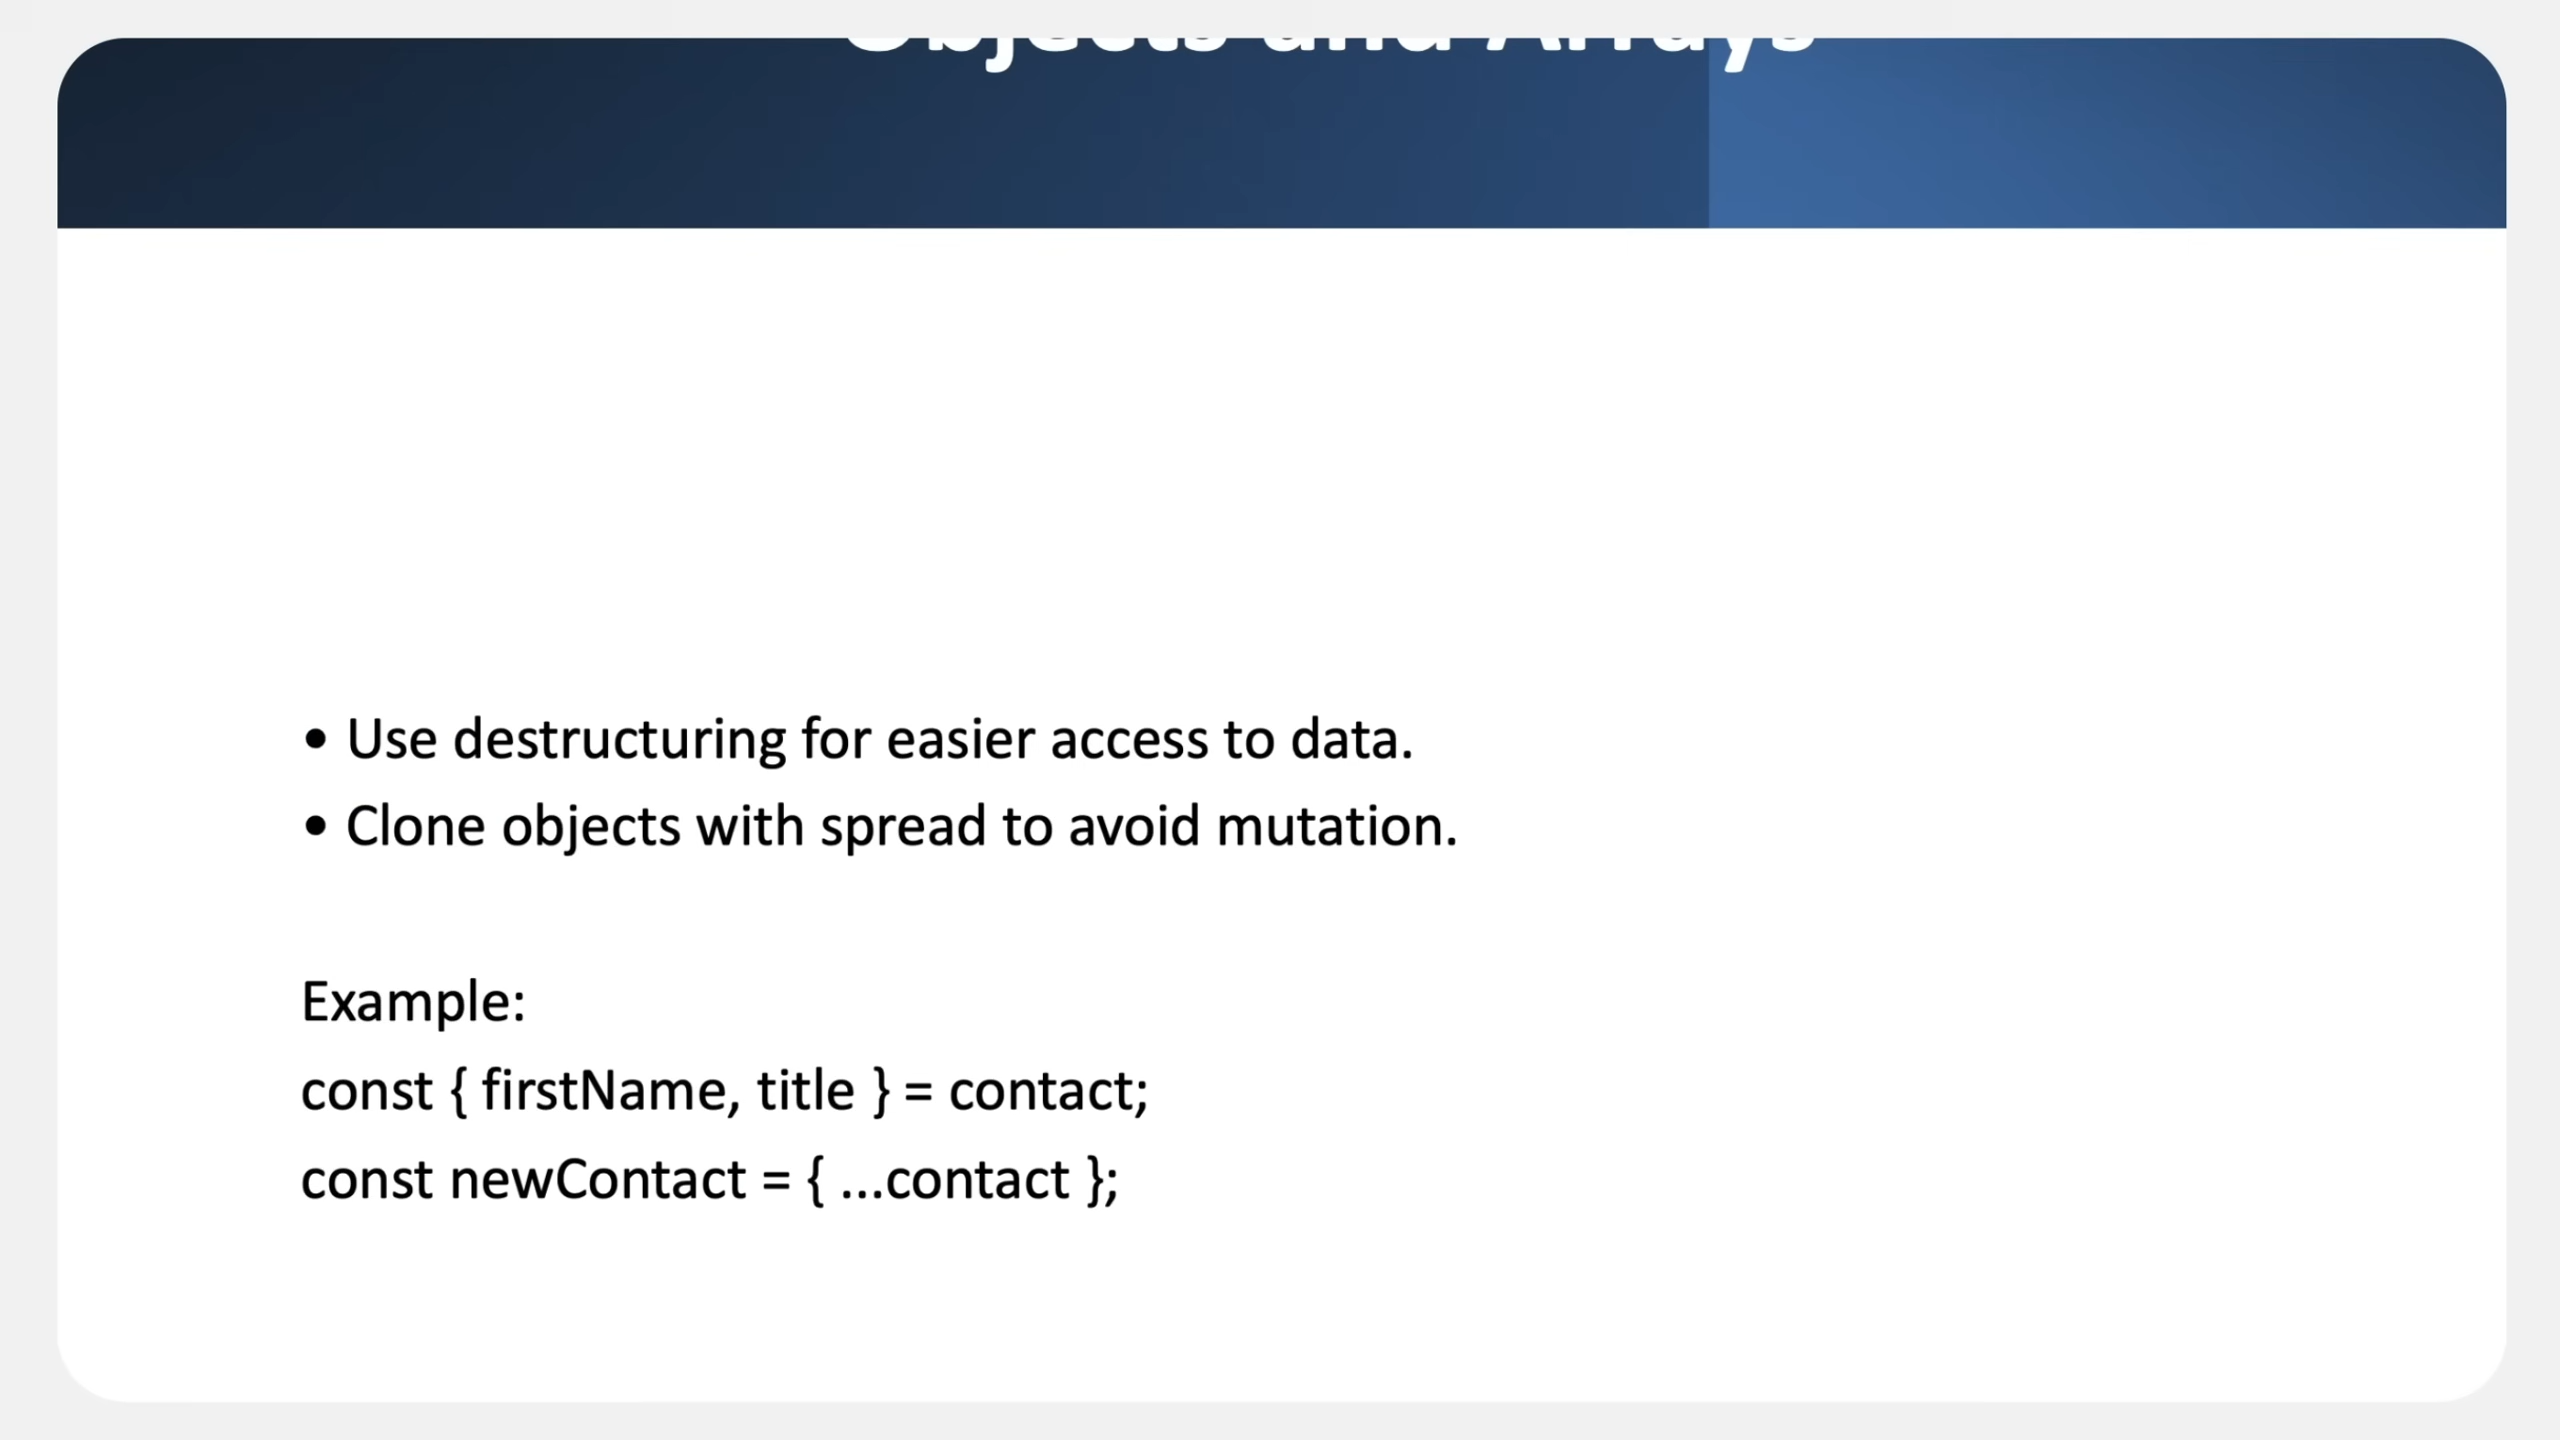 Objects and Arrays
• Use destructuring for easier access to data.
• Clone objects with spread to avoid mutation.
Example:
const { firstName, title } = contact;
const newContact = { ...contact };